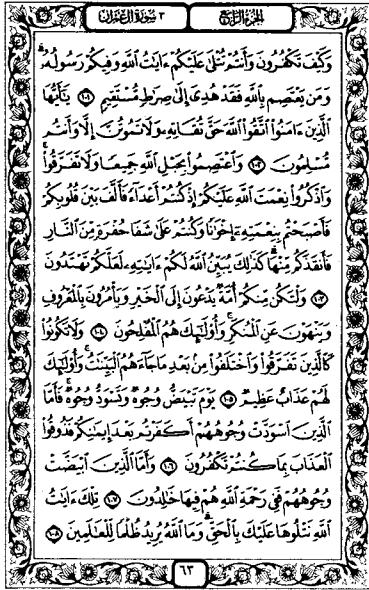 ٣ سُورَةُ آلِ عِمْرَانَ
الجُزْءُ الرَّابِعُ
وَكَيْفَ تَكْفُرُونَ وَأَنتُمْ تُتْلَىٰ عَلَيْكُمْ ءَايَٰتُ ٱللَّهِ وَفِيكُمْ رَسُولُهُۥ
وَمَن يَعْتَصِم بِٱللَّهِ فَقَدْ هُدِىَ إِلَىٰ صِرَٰطٍ مُّسْتَقِيمٍ ١٠١ يَٰٓأَيُّهَا
ٱلَّذِينَ ءَامَنُوا۟ ٱتَّقُوا۟ ٱللَّهَ حَقَّ تُقَاتِهِۦ وَلَا تَمُوتُنَّ إِلَّا وَأَنتُم
مُّسْلِمُونَ ١٠٢ وَٱعْتَصِمُوا۟ بِحَبْلِ ٱللَّهِ جَمِيعًا وَلَا تَفَرَّقُوا۟
وَٱذْكُرُوا۟ نِعْمَتَ ٱللَّهِ عَلَيْكُمْ إِذْ كُنتُمْ أَعْدَآءً فَأَلَّفَ بَيْنَ قُلُوبِكُمْ
فَأَصْبَحْتُم بِنِعْمَتِهِۦٓ إِخْوَٰنًا وَكُنتُمْ عَلَىٰ شَفَا حُفْرَةٍ مِّنَ ٱلنَّارِ
فَأَنقَذَكُم مِّنْهَا كَذَٰلِكَ يُبَيِّنُ ٱللَّهُ لَكُمْ ءَايَٰتِهِۦ لَعَلَّكُمْ تَهْتَدُونَ
١٠٣ وَلْتَكُن مِّنكُمْ أُمَّةٌ يَدْعُونَ إِلَى ٱلْخَيْرِ وَيَأْمُرُونَ بِٱلْمَعْرُوفِ
وَيَنْهَوْنَ عَنِ ٱلْمُنكَرِ وَأُو۟لَٰٓئِكَ هُمُ ٱلْمُفْلِحُونَ ١٠٤ وَلَا تَكُونُوا۟
كَٱلَّذِينَ تَفَرَّقُوا۟ وَٱخْتَلَفُوا۟ مِنۢ بَعْدِ مَا جَآءَهُمُ ٱلْبَيِّنَٰتُ وَأُو۟لَٰٓئِكَ
لَهُمْ عَذَابٌ عَظِيمٌ ١٠٥ يَوْمَ تَبْيَضُّ وُجُوهٌ وَتَسْوَدُّ وُجُوهٌ فَأَمَّا
ٱلَّذِينَ ٱسْوَدَّتْ وُجُوهُهُمْ أَكَفَرْتُم بَعْدَ إِيمَٰنِكُمْ فَذُوقُوا۟
ٱلْعَذَابَ بِمَا كُنتُمْ تَكْفُرُونَ ١٠٦ وَأَمَّا ٱلَّذِينَ ٱبْيَضَّتْ
وُجُوهُهُمْ فَفِى رَحْمَةِ ٱللَّهِ هُمْ فِيهَا خَٰلِدُونَ ١٠٧ تِلْكَ ءَايَٰتُ
ٱللَّهِ نَتْلُوهَا عَلَيْكَ بِٱلْحَقِّ وَمَا ٱللَّهُ يُرِيدُ ظُلْمًا لِّلْعَٰلَمِينَ ١٠٨
٦٣